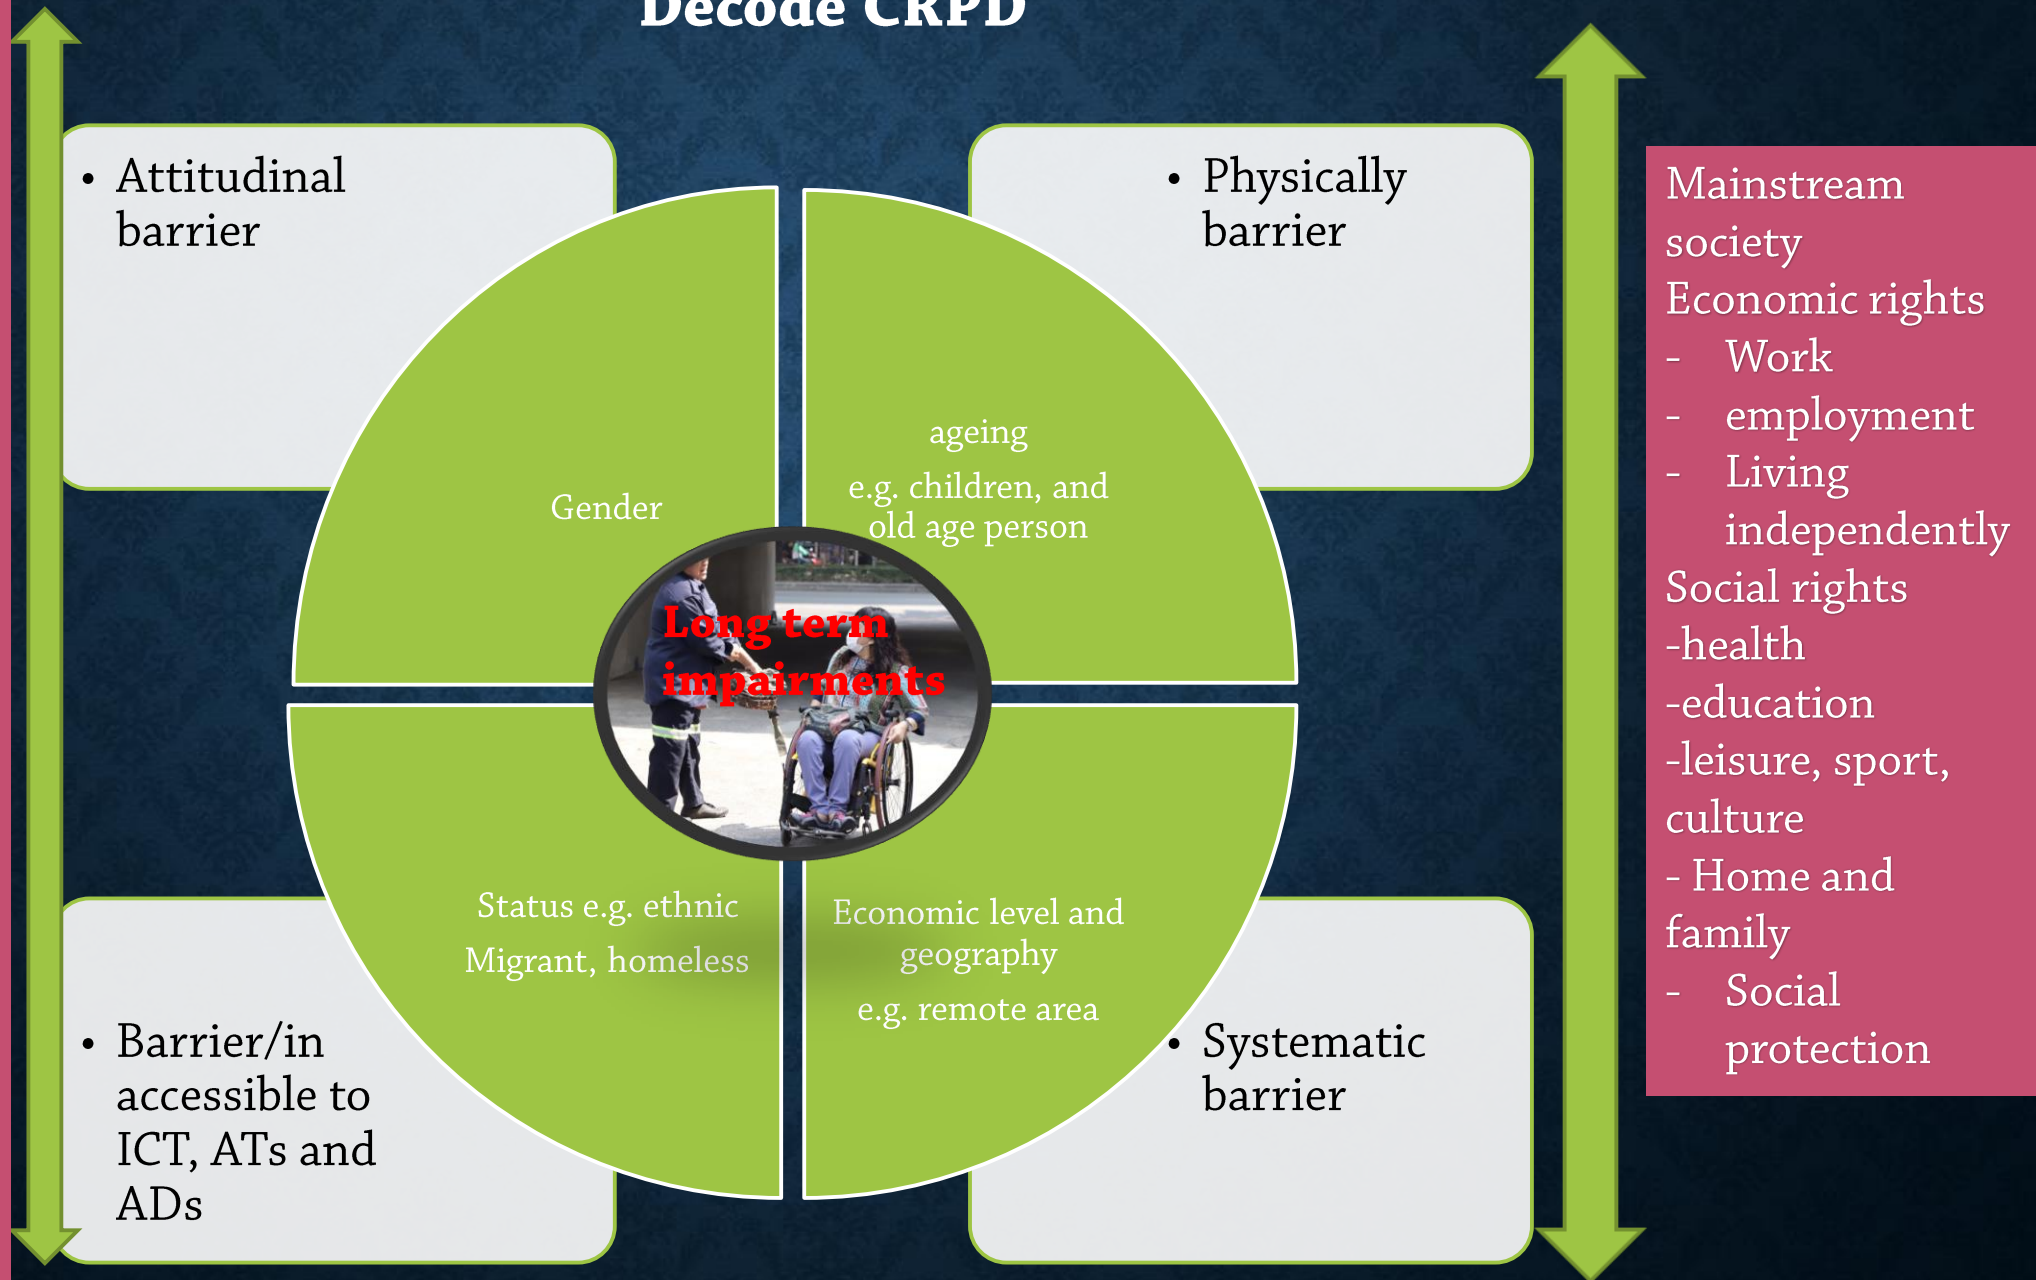 Decode CRPD
• Attitudinal
barrier
• Physically
barrier
Gender
ageing
e.g. children, and
old age person
Long term
impairments
Status e.g. ethnic
Migrant, homeless
Economic level and
geography
e.g. remote area
• Barrier/in
accessible to
ICT, ATs and
ADs
• Systematic
barrier
Mainstream
society
Economic rights
- Work
- employment
- Living
independently
Social rights
-health
-education
-leisure, sport,
culture
- Home and
family
- Social
protection